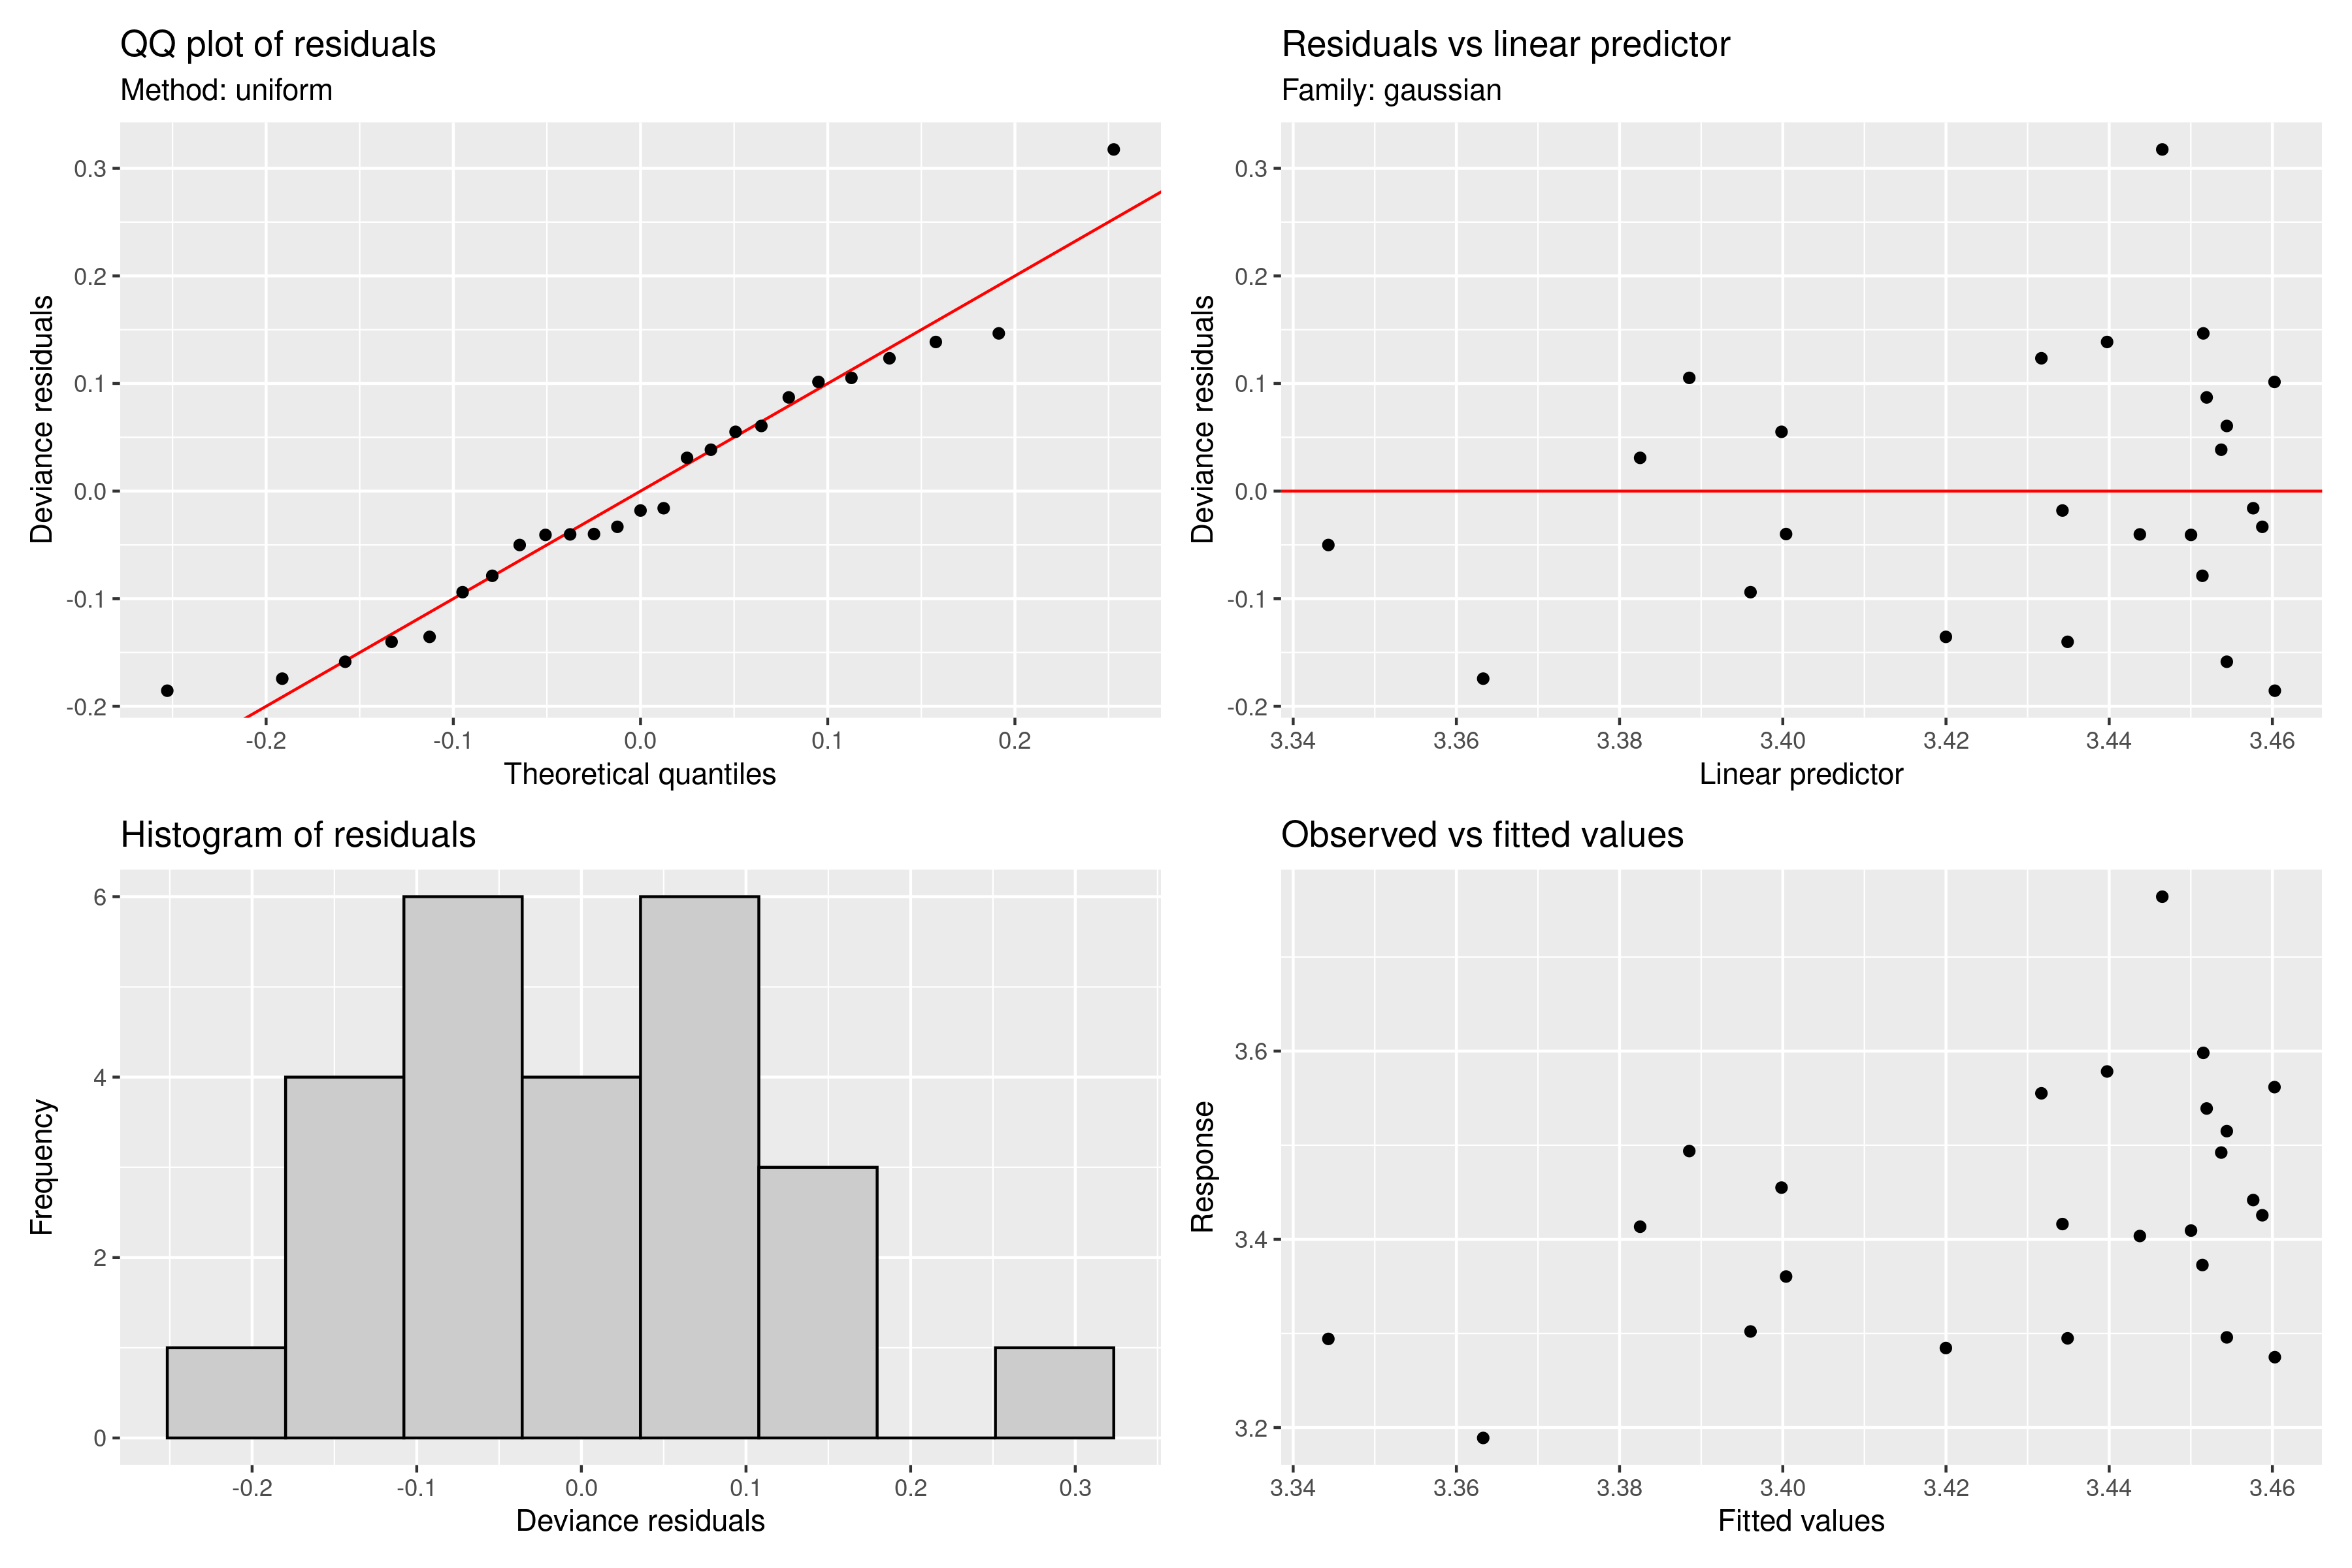 QQ plot of residuals
Method: uniform
0.3
0.2
0.1
0.0
-0.1
-0.2
Deviance residuals
-0.2 -0.1 0.0 0.1 0.2
Theoretical quantiles
Residuals vs linear predictor
Family: gaussian
0.3
0.2
0.1
0.0
-0.1
-0.2
Deviance residuals
3.34 3.36 3.38 3.40 3.42 3.44 3.46
Linear predictor
Histogram of residuals
6
4
2
0
Frequency
-0.2 -0.1 0.0 0.1 0.2 0.3
Deviance residuals
Observed vs fitted values
3.6
3.4
3.2
Response
3.34 3.36 3.38 3.40 3.42 3.44 3.46
Fitted values